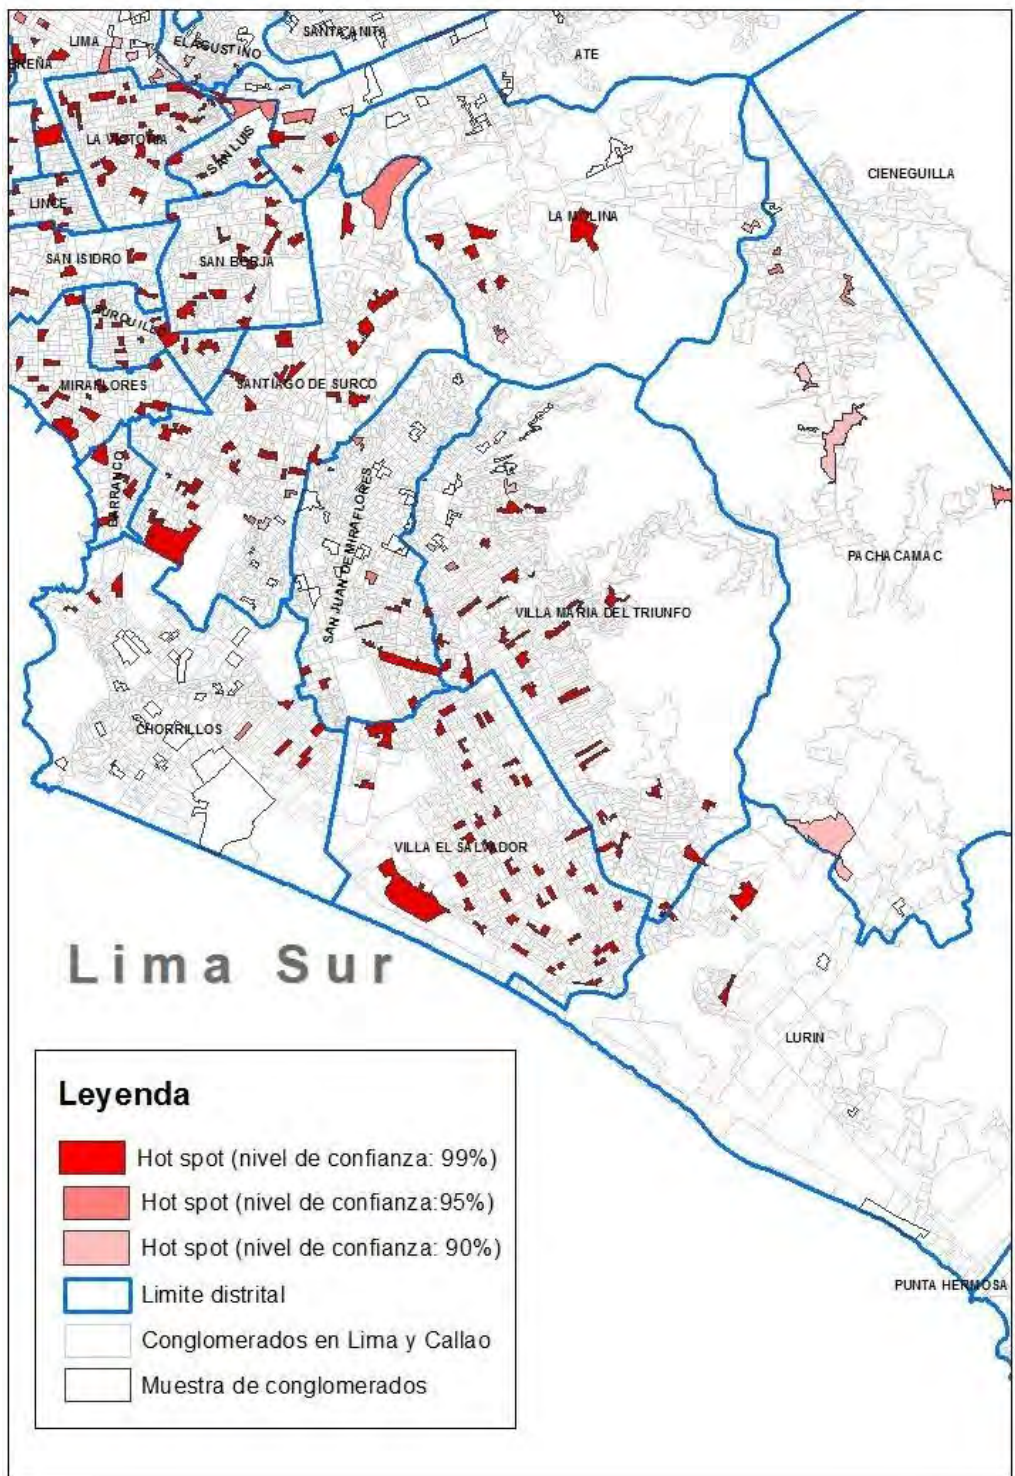 SANTA ANITA
LIMA
EL AGUSTINO
ATE
BREÑA
LA VICTORIA
SAN LUIS
CIENEGUILLA
LINCE
LA MOLINA
SAN ISIDRO
SAN BORJA
SURQUILLO
MIRAFLORES
SANTIAGO DE SURCO
BARRANCO
SAN JUAN DE MIRAFLORES
PACHACAMAC
VILLA MARIA DEL TRIUNFO
CHORRILLOS
VILLA EL SALVADOR
Lima Sur
LURIN
Leyenda
Hot spot (nivel de confianza: 99%)
Hot spot (nivel de confianza:95%)
Hot spot (nivel de confianza: 90%)
Limite distrital
Conglomerados en Lima y Callao
Muestra de conglomerados
PUNTA HERMOSA